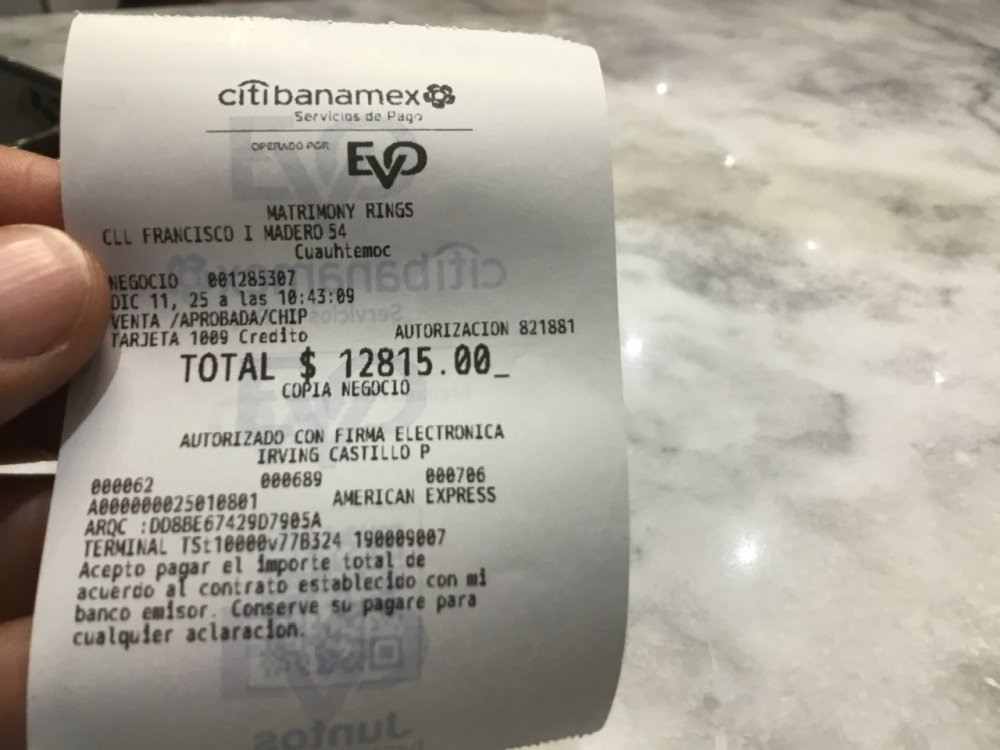 citibanamex
Servicios de Pago
OPERADO POR EVO
MATRIMONY RINGS
CLL FRANCISCO I MADERO 54
Cuauhtemoc
NEGOCIO 001285307
DIC 11, 25 a las 10:43:09
VENTA /APROBADA/CHIP
TARJETA 1009 Credito AUTORIZACION 821881
TOTAL $ 12815.00_
COPIA NEGOCIO
AUTORIZADO CON FIRMA ELECTRONICA
IRVING CASTILLO P
000062 000689 000706
A000000025010801 AMERICAN EXPRESS
ARQC :DD8BE67429D7905A
TERMINAL TSt10000v77B324 190009007
Acepto pagar el importe total de
acuerdo al contrato establecido con mi
banco emisor. Conserve su pagare para
cualquier aclaracion.
Juntos